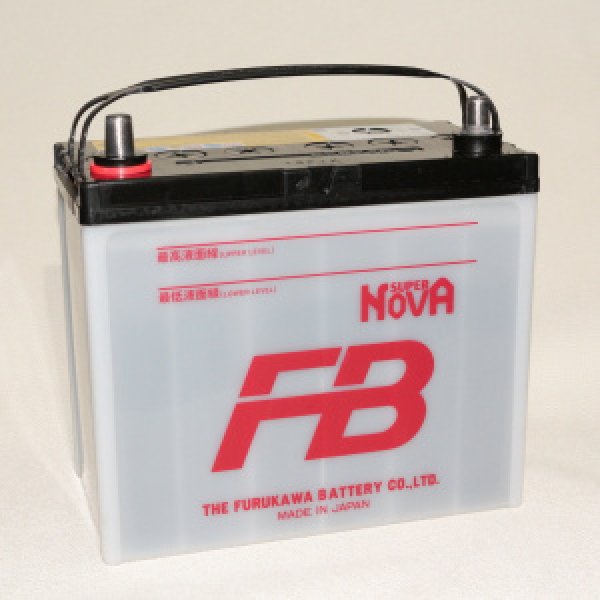 最高液面線(UPPER LEVEL)
最低液面線(LOWER LEVEL)
SUPER
NOVA
FB
THE FURUKAWA BATTERY CO.,LTD.
MADE IN JAPAN